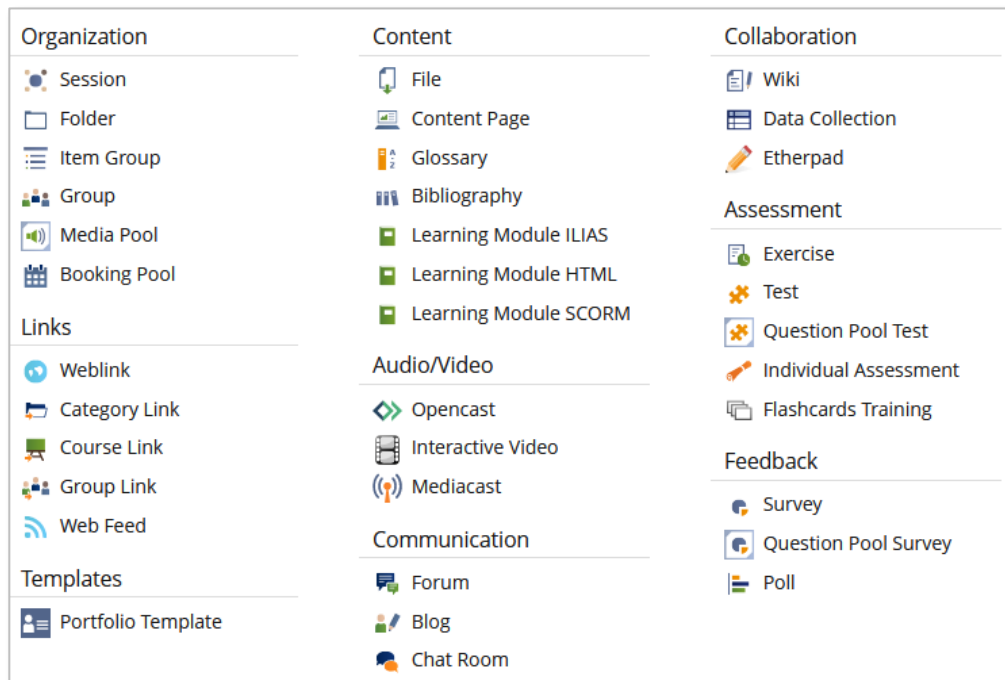 Organization
Session
Folder
Item Group
Group
Media Pool
Booking Pool
Links
Weblink
Category Link
Course Link
Group Link
Web Feed
Templates
Portfolio Template
Content
File
Content Page
Glossary
Bibliography
Learning Module ILIAS
Learning Module HTML
Learning Module SCORM
Audio/Video
Opencast
Interactive Video
Mediacast
Communication
Forum
Blog
Chat Room
Collaboration
Wiki
Data Collection
Etherpad
Assessment
Exercise
Test
Question Pool Test
Individual Assessment
Flashcards Training
Feedback
Survey
Question Pool Survey
Poll